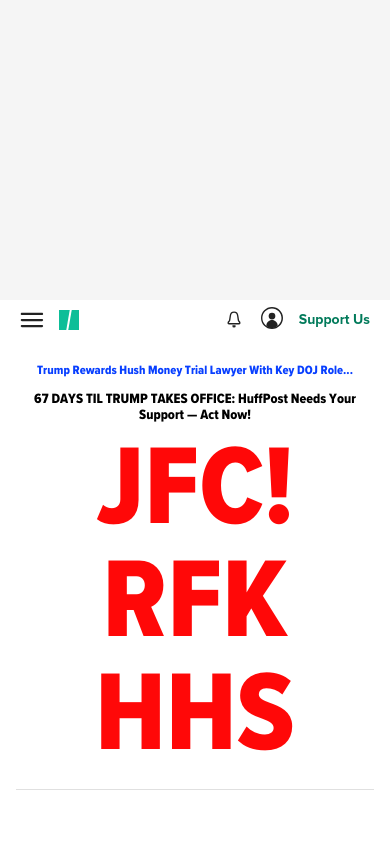 Support Us
Trump Rewards Hush Money Trial Lawyer With Key DOJ Role...
67 DAYS TIL TRUMP TAKES OFFICE: HuffPost Needs Your
Support — Act Now!
JFC!
RFK
HHS